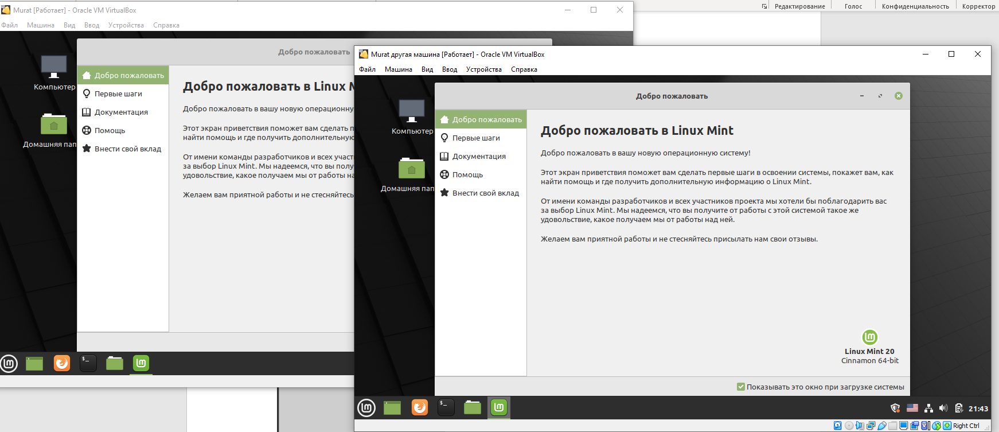 Редактирование
Голос
Конфиденциальность
Корректор
Murat [Работает] - Oracle VM VirtualBox
Файл Машина Вид Ввод Устройства Справка
Добро пожаловать
Компьютер
Домашняя пап
Добро пожаловать
Первые шаги
Документация
Помощь
Внести свой вклад
Добро пожаловать в Linux M
Добро пожаловать в вашу новую операционну
Этот экран приветствия поможет вам сделать п
найти помощь и где получить дополнительную
От имени команды разработчиков и всех участ
за выбор Linux Mint. Мы надеемся, что вы полу
удовольствие, какое получаем мы от работы на
Желаем вам приятной работы и не стесняйтесь
Murat другая машина [Работает] - Oracle VM VirtualBox
Файл Машина Вид Ввод Устройства Справка
Добро пожаловать
Компьютер
Домашняя пап
Добро пожаловать
Первые шаги
Документация
Помощь
Внести свой вклад
Добро пожаловать в Linux Mint
Добро пожаловать в вашу новую операционную систему!
Этот экран приветствия поможет вам сделать первые шаги в освоении системы, покажет вам, как
найти помощь и где получить дополнительную информацию о Linux Mint.
От имени команды разработчиков и всех участников проекта мы хотели бы поблагодарить вас
за выбор Linux Mint. Мы надеемся, что вы получите от работы с этой системой такое же
удовольствие, какое получаем мы от работы над ней.
Желаем вам приятной работы и не стесняйтесь присылать нам свои отзывы.
Linux Mint 20
Cinnamon 64-bit
Показывать это окно при загрузке системы
21:43
Right Ctrl